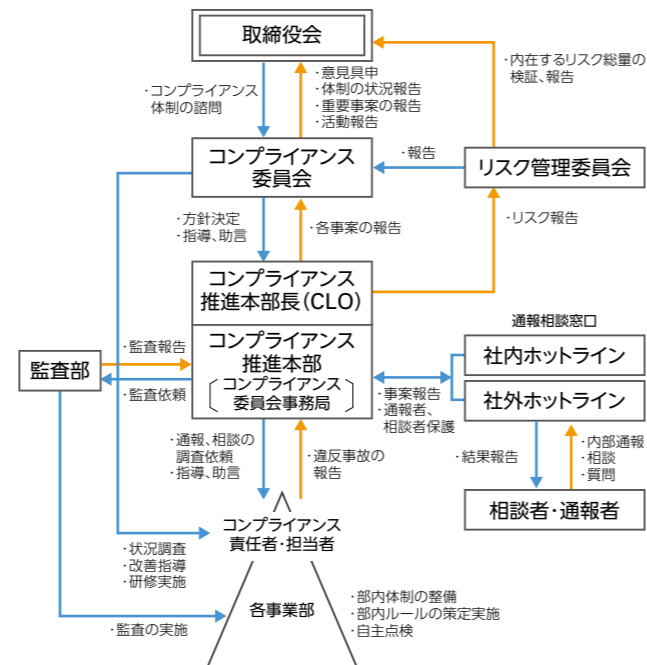 取締役会
・コンプライアンス
体制の諮問
・意見具申
・体制の状況報告
・重要事案の報告
・活動報告
・内在するリスク総量の
検証、報告
コンプライアンス
委員会
・報告
リスク管理委員会
・方針決定
・指導、助言
・各事案の報告
・リスク報告
コンプライアンス
推進本部長(CLO)
コンプライアンス
推進本部
コンプライアンス
委員会事務局
監査部
・監査報告
・監査依頼
通報相談窓口
社内ホットライン
社外ホットライン
・事案報告
・通報者、
相談者保護
・通報、相談の
調査依頼
・指導、助言
・違反事故の
報告
・結果報告
・内部通報
・相談
・質問
相談者・通報者
コンプライアンス
責任者・担当者
・状況調査
・改善指導
・研修実施
各事業部
・監査の実施
・部内体制の整備
・部内ルールの策定実施
・自主点検